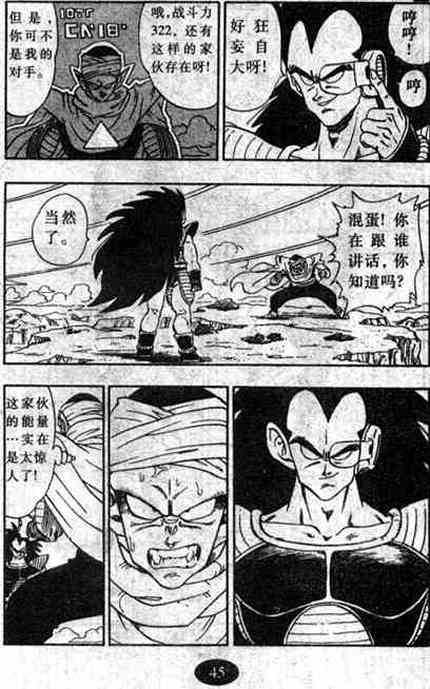 哼
哼!
哼
好狂
妄自
大呀!
哦,战斗力
322,还有
这样的家
伙存在呀!
但是,
你可不
是我的
对手。
混蛋!你
在跟谁
讲话,你
知道吗?
当然
了。
这家伙
的能量
…实在
是太惊
人了!
45